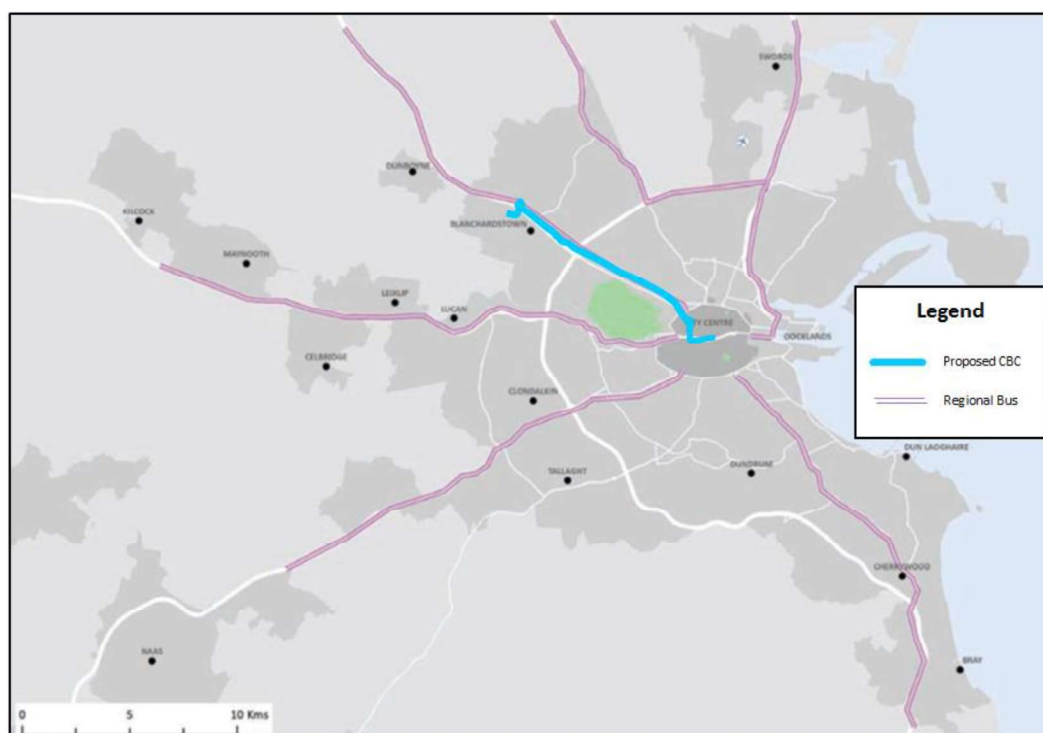 SWORDS
DUNBOYNE
KILCOCK
BLANCHARDSTOWN
MAYNOOTH
LEIXLIP
LUCAN
TY CENTRE
DOCKLANDS
CELBRIDGE
CLONDALKIN
TALLAGHT
DUNDRUM
DUN LAOGHAIRE
CHERRYWOOD
NAAS
BRAY
Legend
Proposed CBC
Regional Bus
0 5 10 Kms